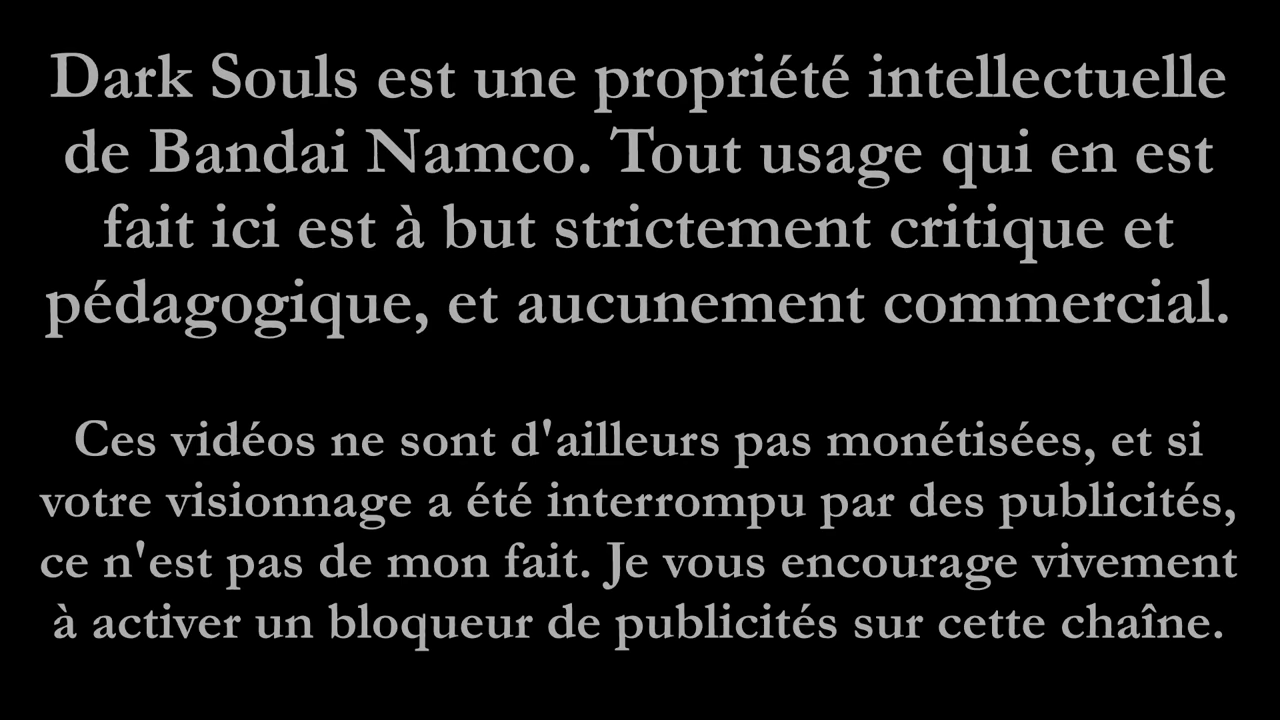 Dark Souls est une propriété intellectuelle
de Bandai Namco. Tout usage qui en est
fait ici est à but strictement critique et
pédagogique, et aucunement commercial.
Ces vidéos ne sont d'ailleurs pas monétisées, et si
votre visionnage a été interrompu par des publicités,
ce n'est pas de mon fait. Je vous encourage vivement
à activer un bloqueur de publicités sur cette chaîne.